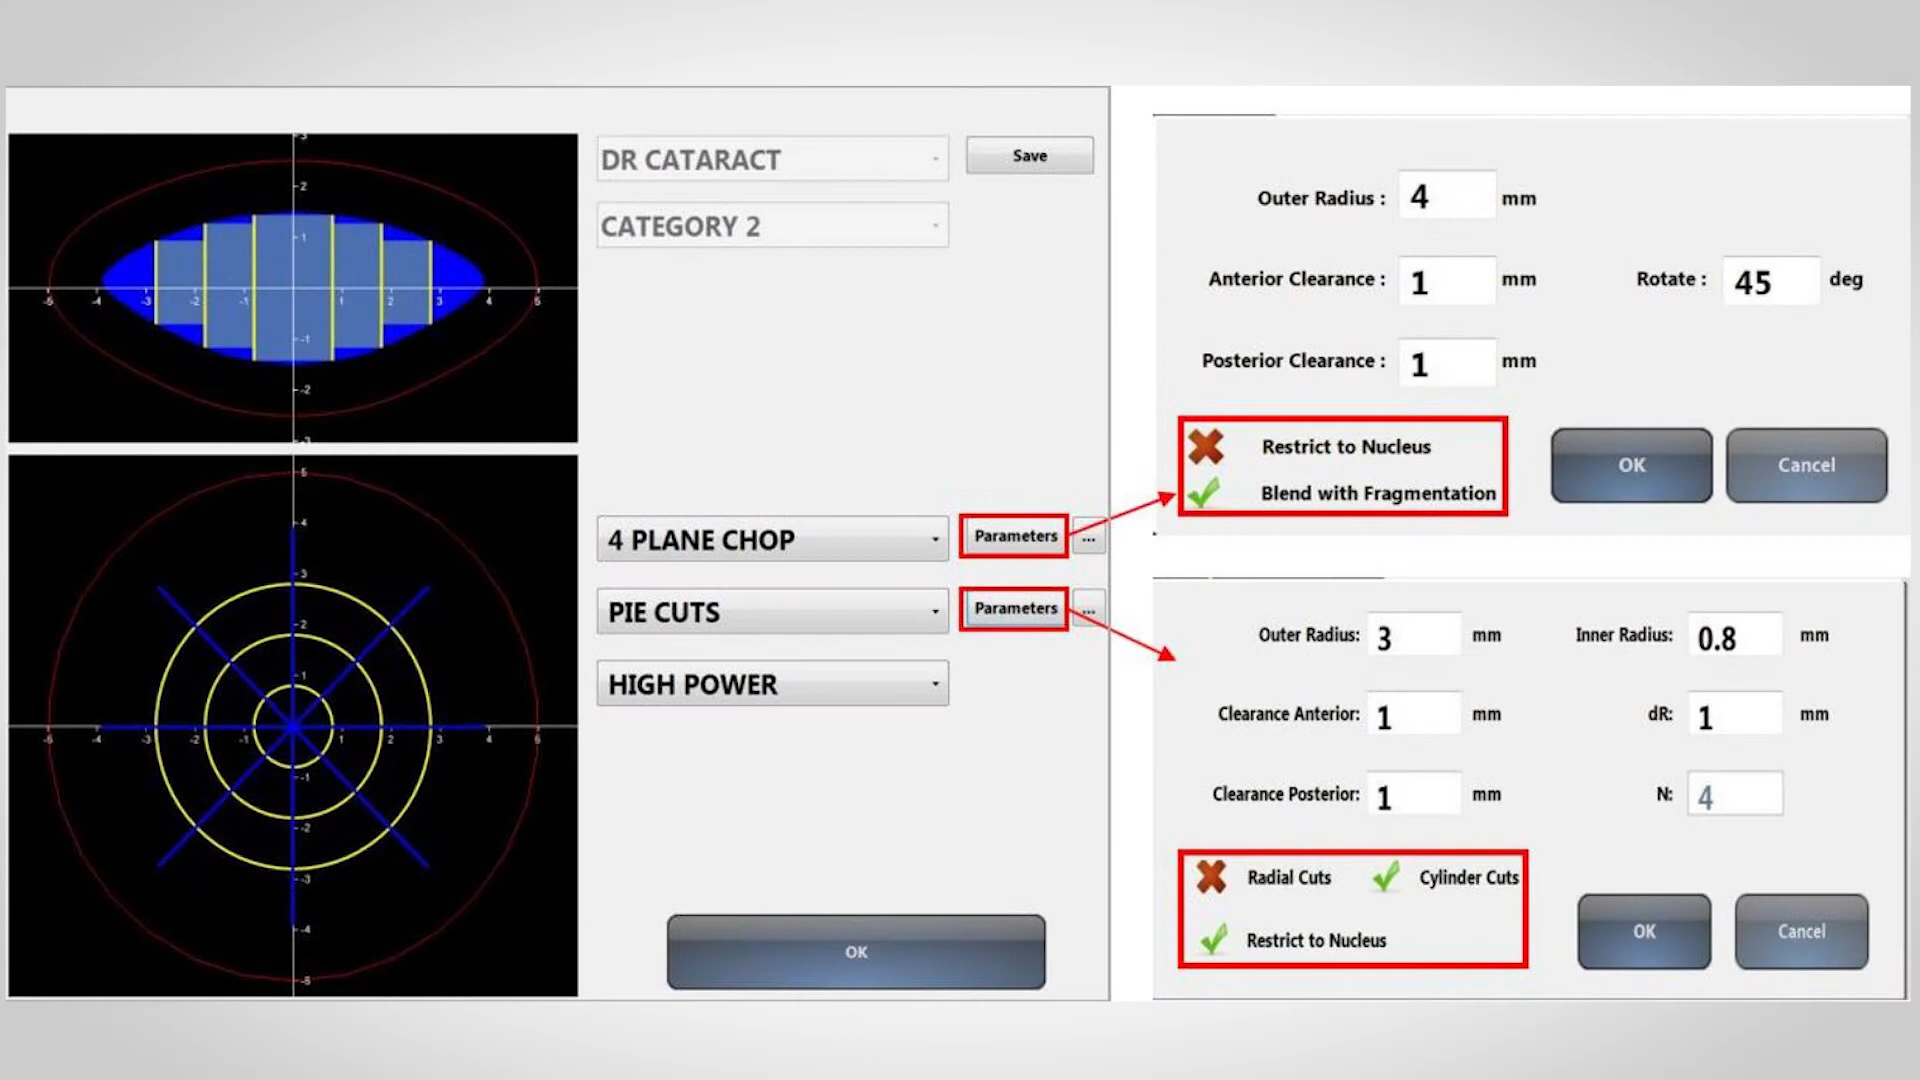 DR CATARACT
Save
CATEGORY 2
4 PLANE CHOP
Parameters
...
PIE CUTS
Parameters
...
HIGH POWER
OK
Outer Radius : 4 mm
Anterior Clearance : 1 mm
Rotate : 45 deg
Posterior Clearance : 1 mm
Restrict to Nucleus
Blend with Fragmentation
OK
Cancel
Outer Radius: 3 mm
Inner Radius: 0.8 mm
Clearance Anterior: 1 mm
dR: 1 mm
Clearance Posterior: 1 mm
N: 4
Radial Cuts
Cylinder Cuts
Restrict to Nucleus
OK
Cancel